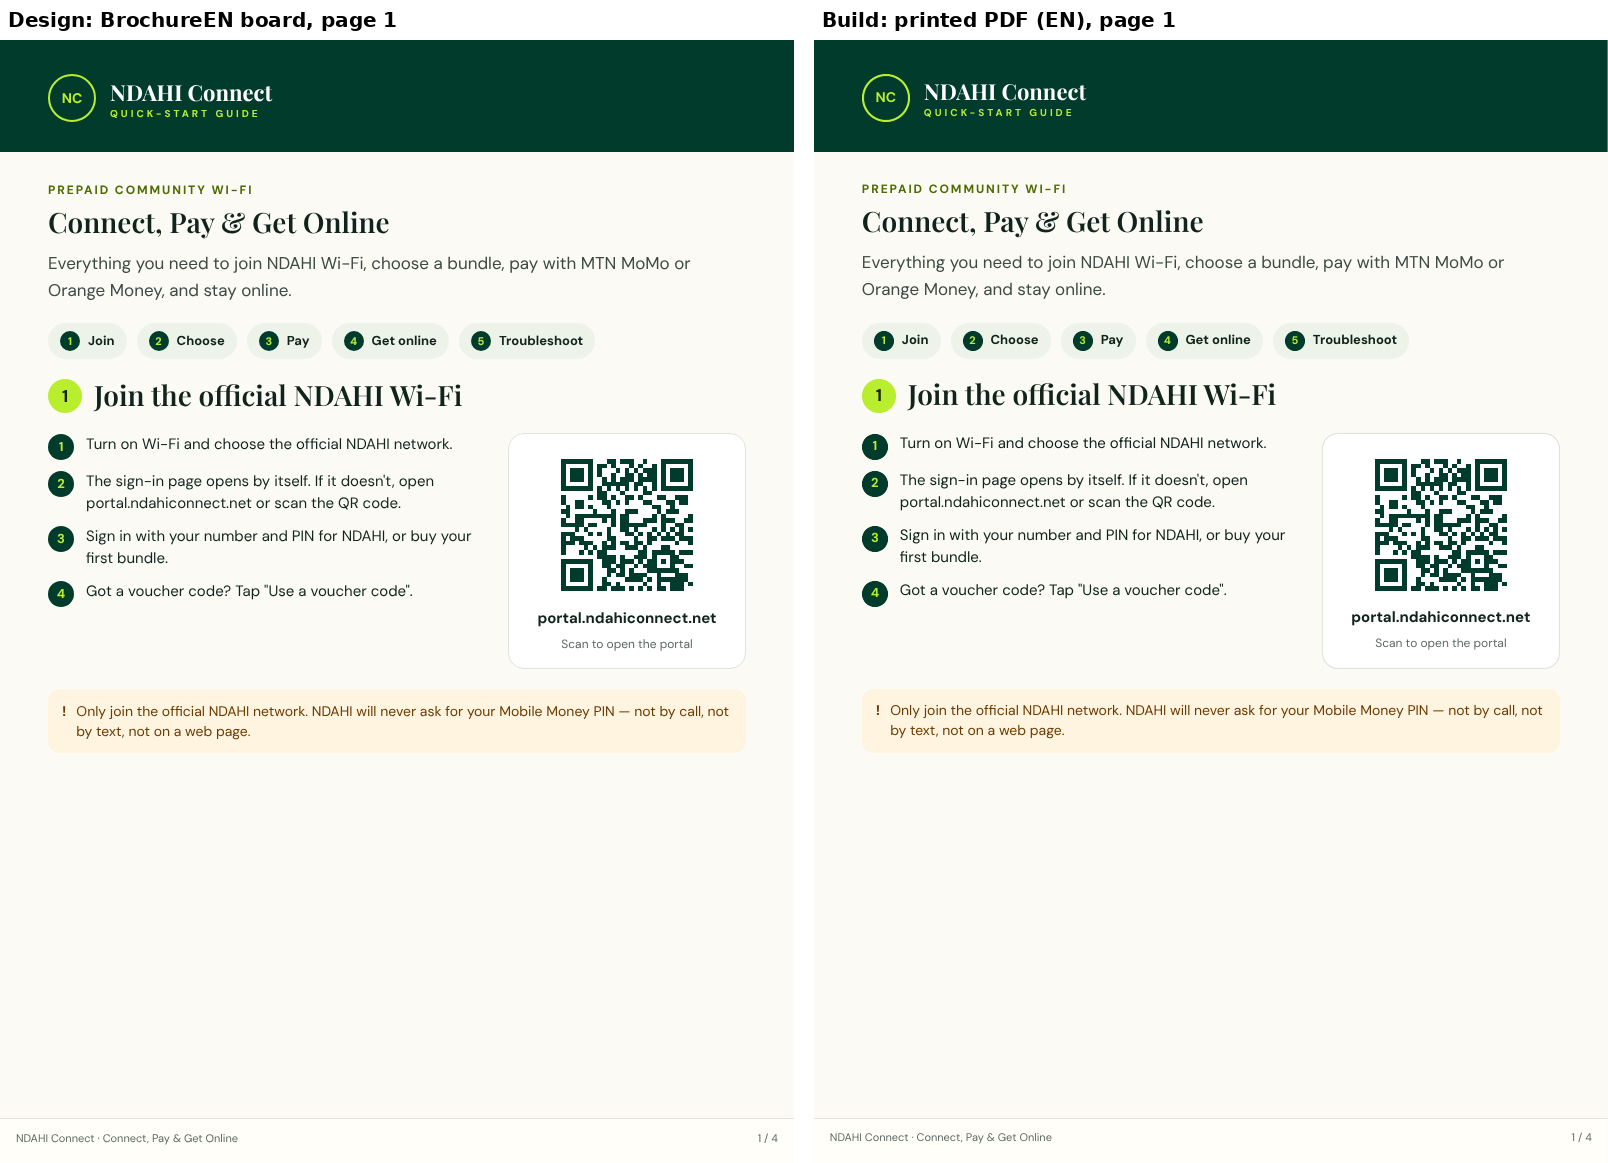 Design: BrochureEN board, page 1
NC
NDAHI Connect
QUICK-START GUIDE
PREPAID COMMUNITY WI-FI
Connect, Pay & Get Online
Everything you need to join NDAHI Wi-Fi, choose a bundle, pay with MTN MoMo or
Orange Money, and stay online.
1 Join 2 Choose 3 Pay 4 Get online 5 Troubleshoot
1 Join the official NDAHI Wi-Fi
1 Turn on Wi-Fi and choose the official NDAHI network.
2 The sign-in page opens by itself. If it doesn't, open
portal.ndahiconnect.net or scan the QR code.
3 Sign in with your number and PIN for NDAHI, or buy your
first bundle.
4 Got a voucher code? Tap "Use a voucher code".
portal.ndahiconnect.net
Scan to open the portal
! Only join the official NDAHI network. NDAHI will never ask for your Mobile Money PIN — not by call, not
by text, not on a web page.
NDAHI Connect · Connect, Pay & Get Online 1 / 4
Build: printed PDF (EN), page 1
NC
NDAHI Connect
QUICK-START GUIDE
PREPAID COMMUNITY WI-FI
Connect, Pay & Get Online
Everything you need to join NDAHI Wi-Fi, choose a bundle, pay with MTN MoMo or
Orange Money, and stay online.
1 Join 2 Choose 3 Pay 4 Get online 5 Troubleshoot
1 Join the official NDAHI Wi-Fi
1 Turn on Wi-Fi and choose the official NDAHI network.
2 The sign-in page opens by itself. If it doesn't, open
portal.ndahiconnect.net or scan the QR code.
3 Sign in with your number and PIN for NDAHI, or buy your
first bundle.
4 Got a voucher code? Tap "Use a voucher code".
portal.ndahiconnect.net
Scan to open the portal
! Only join the official NDAHI network. NDAHI will never ask for your Mobile Money PIN — not by call, not
by text, not on a web page.
NDAHI Connect · Connect, Pay & Get Online 1 / 4